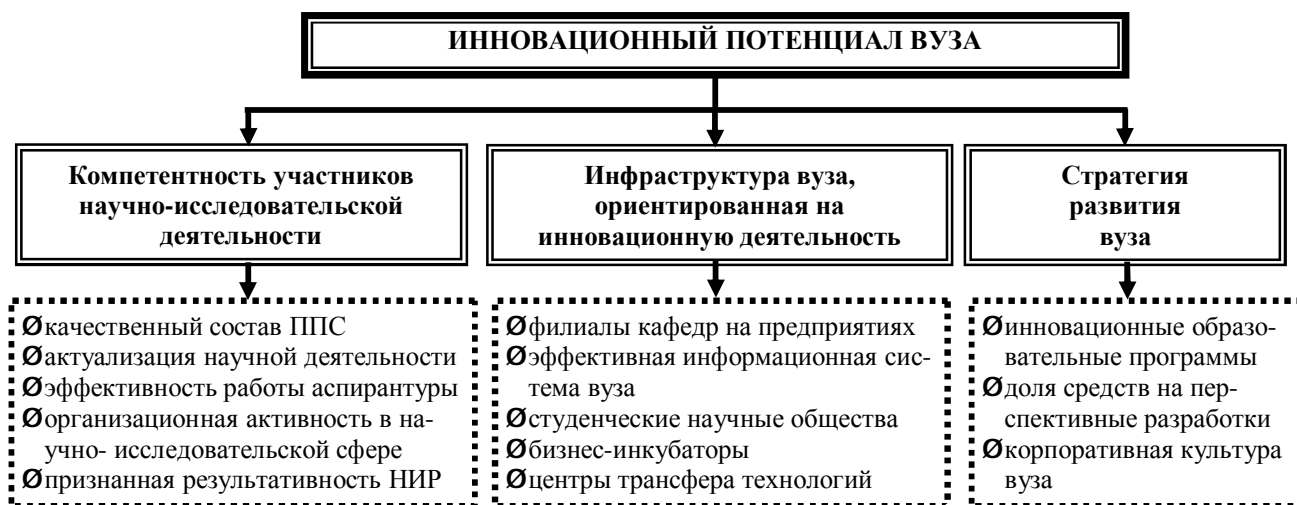 ИННОВАЦИОННЫЙ ПОТЕНЦИАЛ ВУЗА
Компетентность участников
научно-исследовательской
деятельности
Инфраструктура вуза,
ориентированная на
инновационную деятельность
Стратегия
развития
вуза
Øкачественный состав ППС
Øактуализация научной деятельности
Øэффективность работы аспирантуры
Øорганизационная активность в на-
учно- исследовательской сфере
Øпризнанная результативность НИР
Øфилиалы кафедр на предприятиях
Øэффективная информационная сис-
тема вуза
Øстуденческие научные общества
Øбизнес-инкубаторы
Øцентры трансфера технологий
Øинновационные образо-
вательные программы
Øдоля средств на пер-
спективные разработки
Øкорпоративная культура
вуза